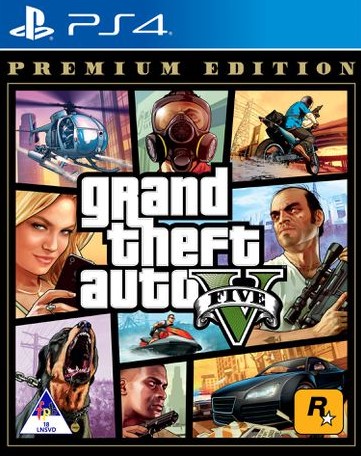 PS4
PREMIUM EDITION
grand
theft
auto
V
FIVE
18
LNSVD
R